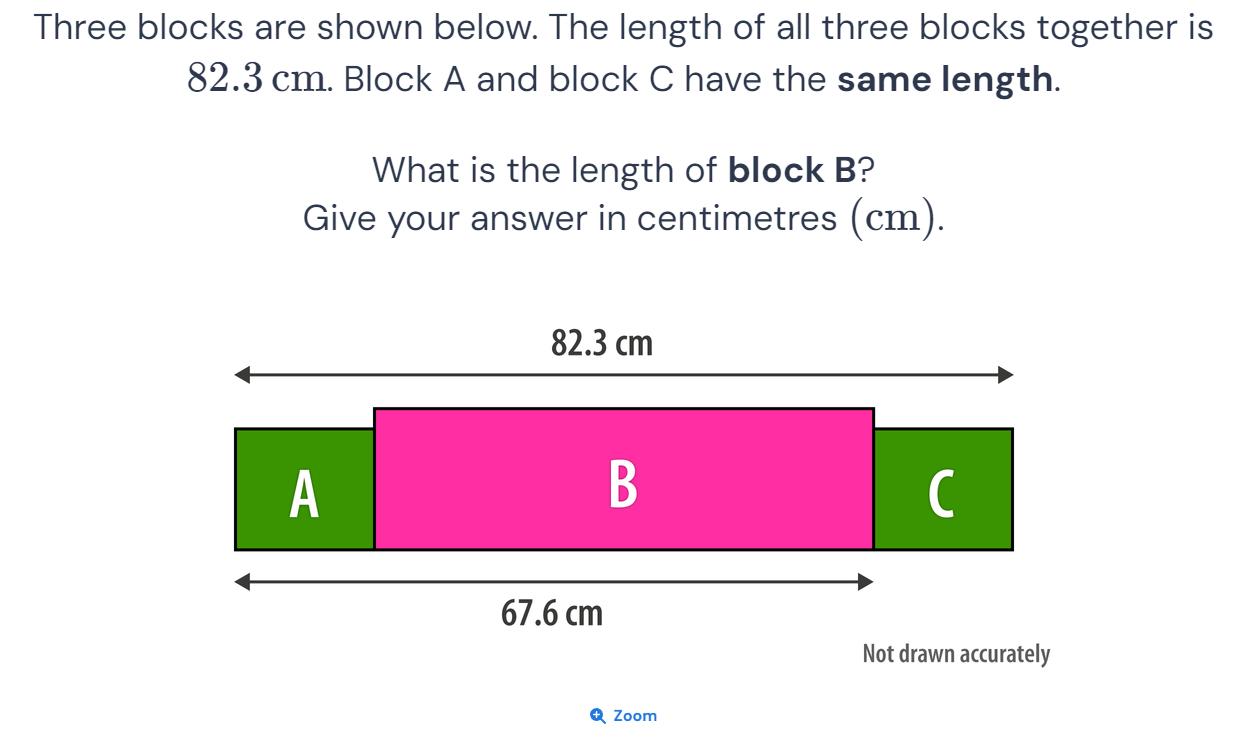 Three blocks are shown below. The length of all three blocks together is
82.3 cm. Block A and block C have the same length.
What is the length of block B?
Give your answer in centimetres (cm).
82.3 cm
A
B
C
67.6 cm
Not drawn accurately
Zoom